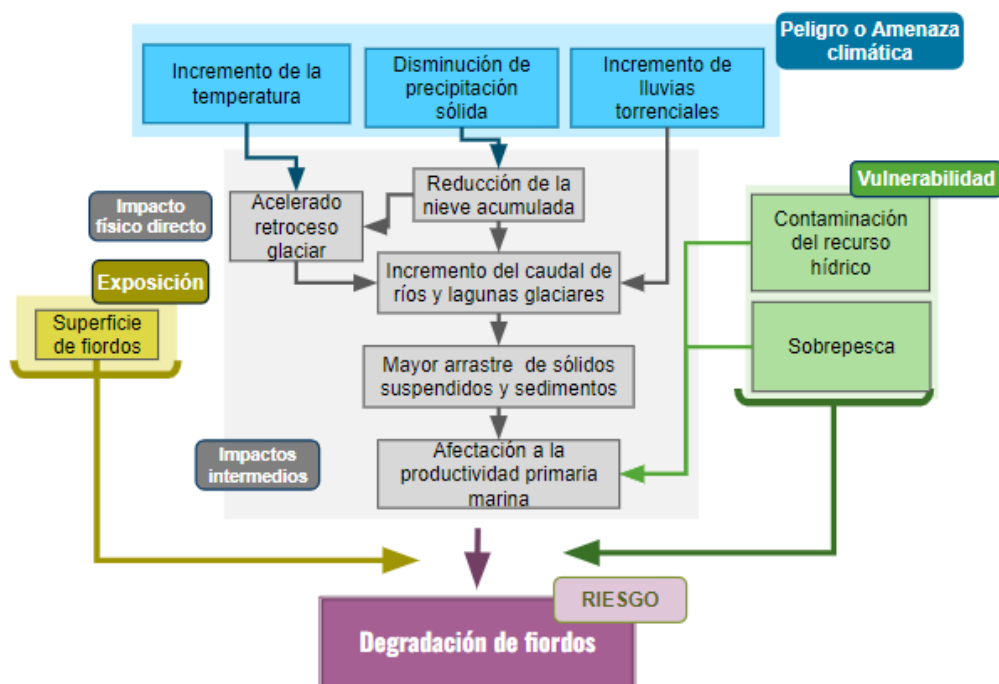 Peligro o Amenaza
climática
Incremento de la
temperatura
Disminución de
precipitación
sólida
Incremento de
lluvias
torrenciales
Vulnerabilidad
Impacto
físico directo
Acelerado
retroceso
glaciar
Reducción de la
nieve acumulada
Contaminación
del recurso
hídrico
Exposición
Incremento del caudal de
ríos y lagunas glaciares
Superficie
de fiordos
Mayor arrastre de sólidos
suspendidos y sedimentos
Sobrepesca
Impactos
intermedios
Afectación a la
productividad primaria
marina
RIESGO
Degradación de fiordos